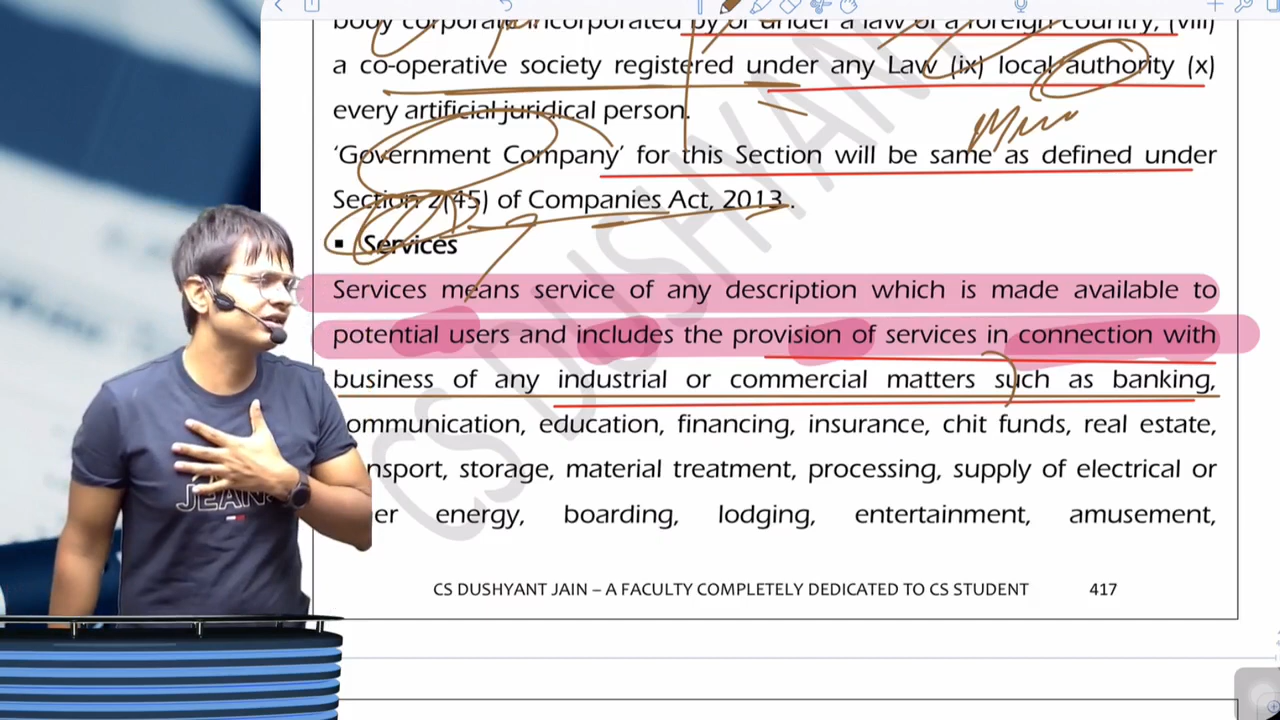 body corporate incorporated by or under a law of a foreign country, (viii)
a co-operative society registered under any Law (ix) local authority (x)
every artificial juridical person.
‘Government Company’ for this Section will be same as defined under
Section 2(45) of Companies Act, 2013 .
▪ Services
Services means service of any description which is made available to
potential users and includes the provision of services in connection with
business of any industrial or commercial matters such as banking,
communication, education, financing, insurance, chit funds, real estate,
storage, material treatment, processing, supply of electrical or
energy, boarding, lodging, entertainment, amusement,
CS DUSHYANT JAIN – A FACULTY COMPLETELY DEDICATED TO CS STUDENT 417
CS DUSHYANT
JEANS